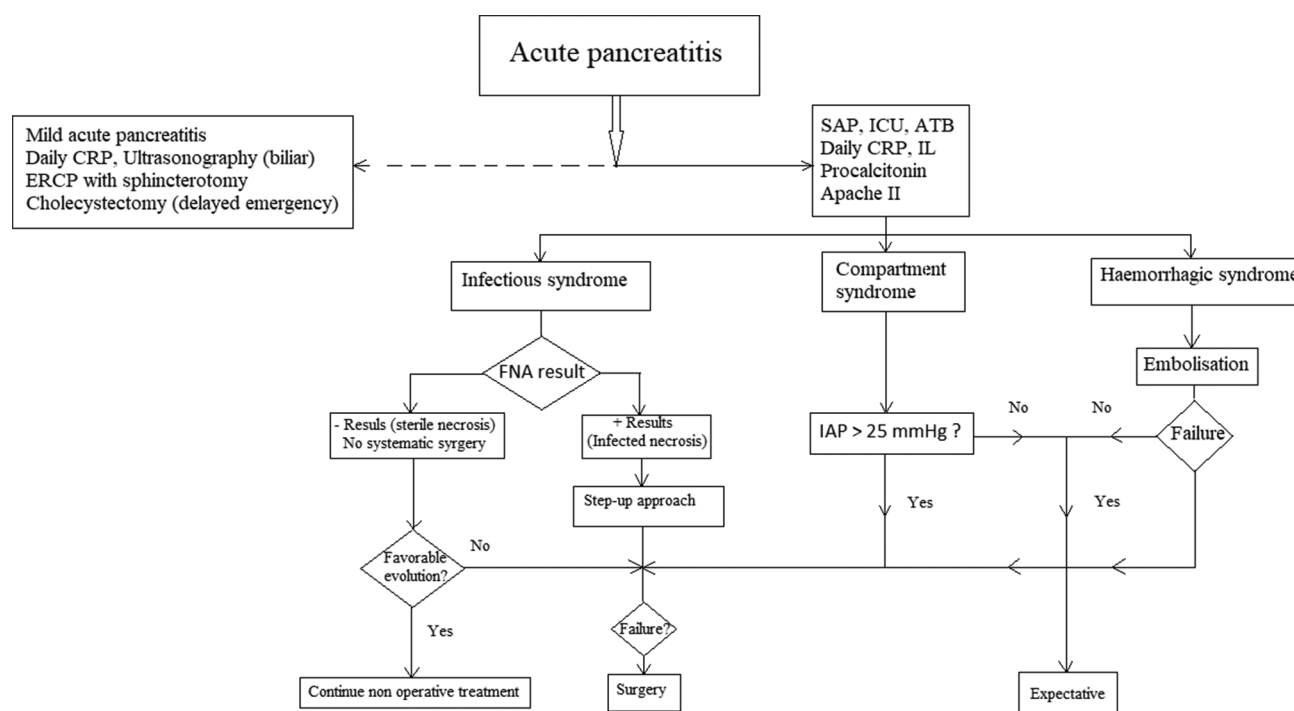 Acute pancreatitis
Mild acute pancreatitis
Daily CRP, Ultrasonography (biliar)
ERCP with sphincterotomy
Cholecystectomy (delayed emergency)
SAP, ICU, ATB
Daily CRP, IL
Procalcitonin
Apache II
Infectious syndrome
Compartment
syndrome
Haemorrhagic syndrome
FNA result
Embolisation
- Resuls (sterile necrosis)
No systematic syrgery
+ Results
(Infected necrosis)
IAP > 25 mmHg ?
No
No
Failure
Step-up approach
Yes
Yes
Favorable
evolution?
No
Yes
Failure?
Continue non operative treatment
Surgery
Expectative